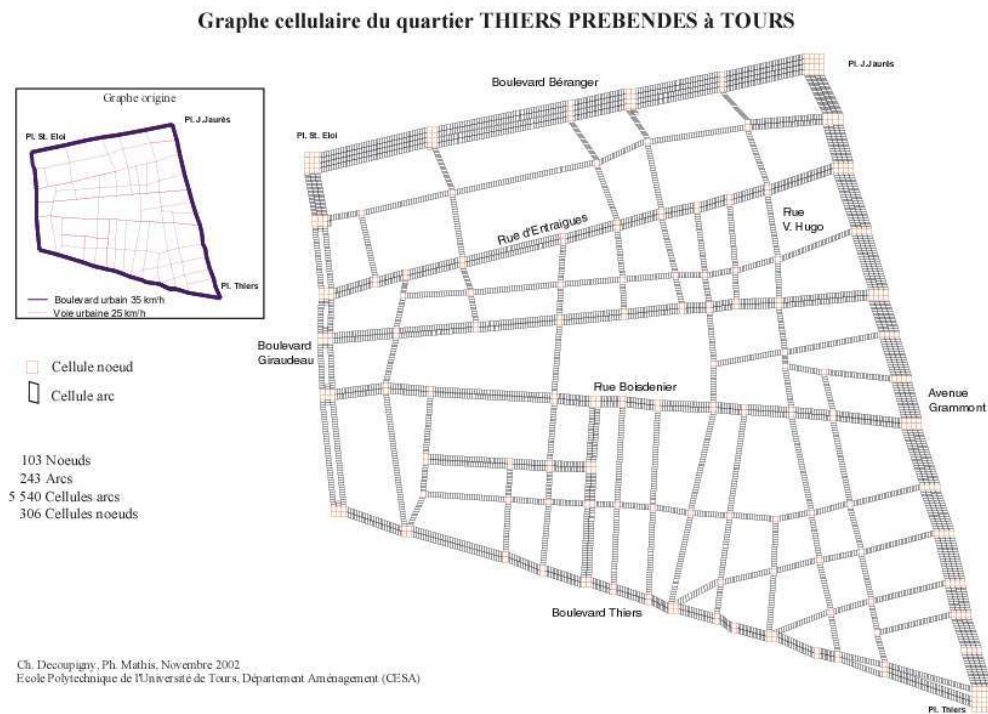 Graphe cellulaire du quartier THIERS PREBENDES à TOURS
Boulevard Béranger
Pl. J.Jaurès
Pl. St. Eloi
Graphe origine
Pl. J.Jaurès
Pl. St. Eloi
Pl. Thiers
Boulevard urbain 35 km/h
Voie urbaine 25 km/h
Rue d'Entraigues
Rue
V. Hugo
Boulevard
Giraudeau
Cellule noeud
Cellule arc
Rue Boisdenier
Avenue
Grammont
103 Noeuds
243 Arcs
5 540 Cellules arcs
306 Cellules noeuds
Boulevard Thiers
Pl. Thiers
Ch. Decoupigny, Ph. Mathis, Novembre 2002
Ecole Polytechnique de l'Université de Tours, Département Aménagement (CESA)